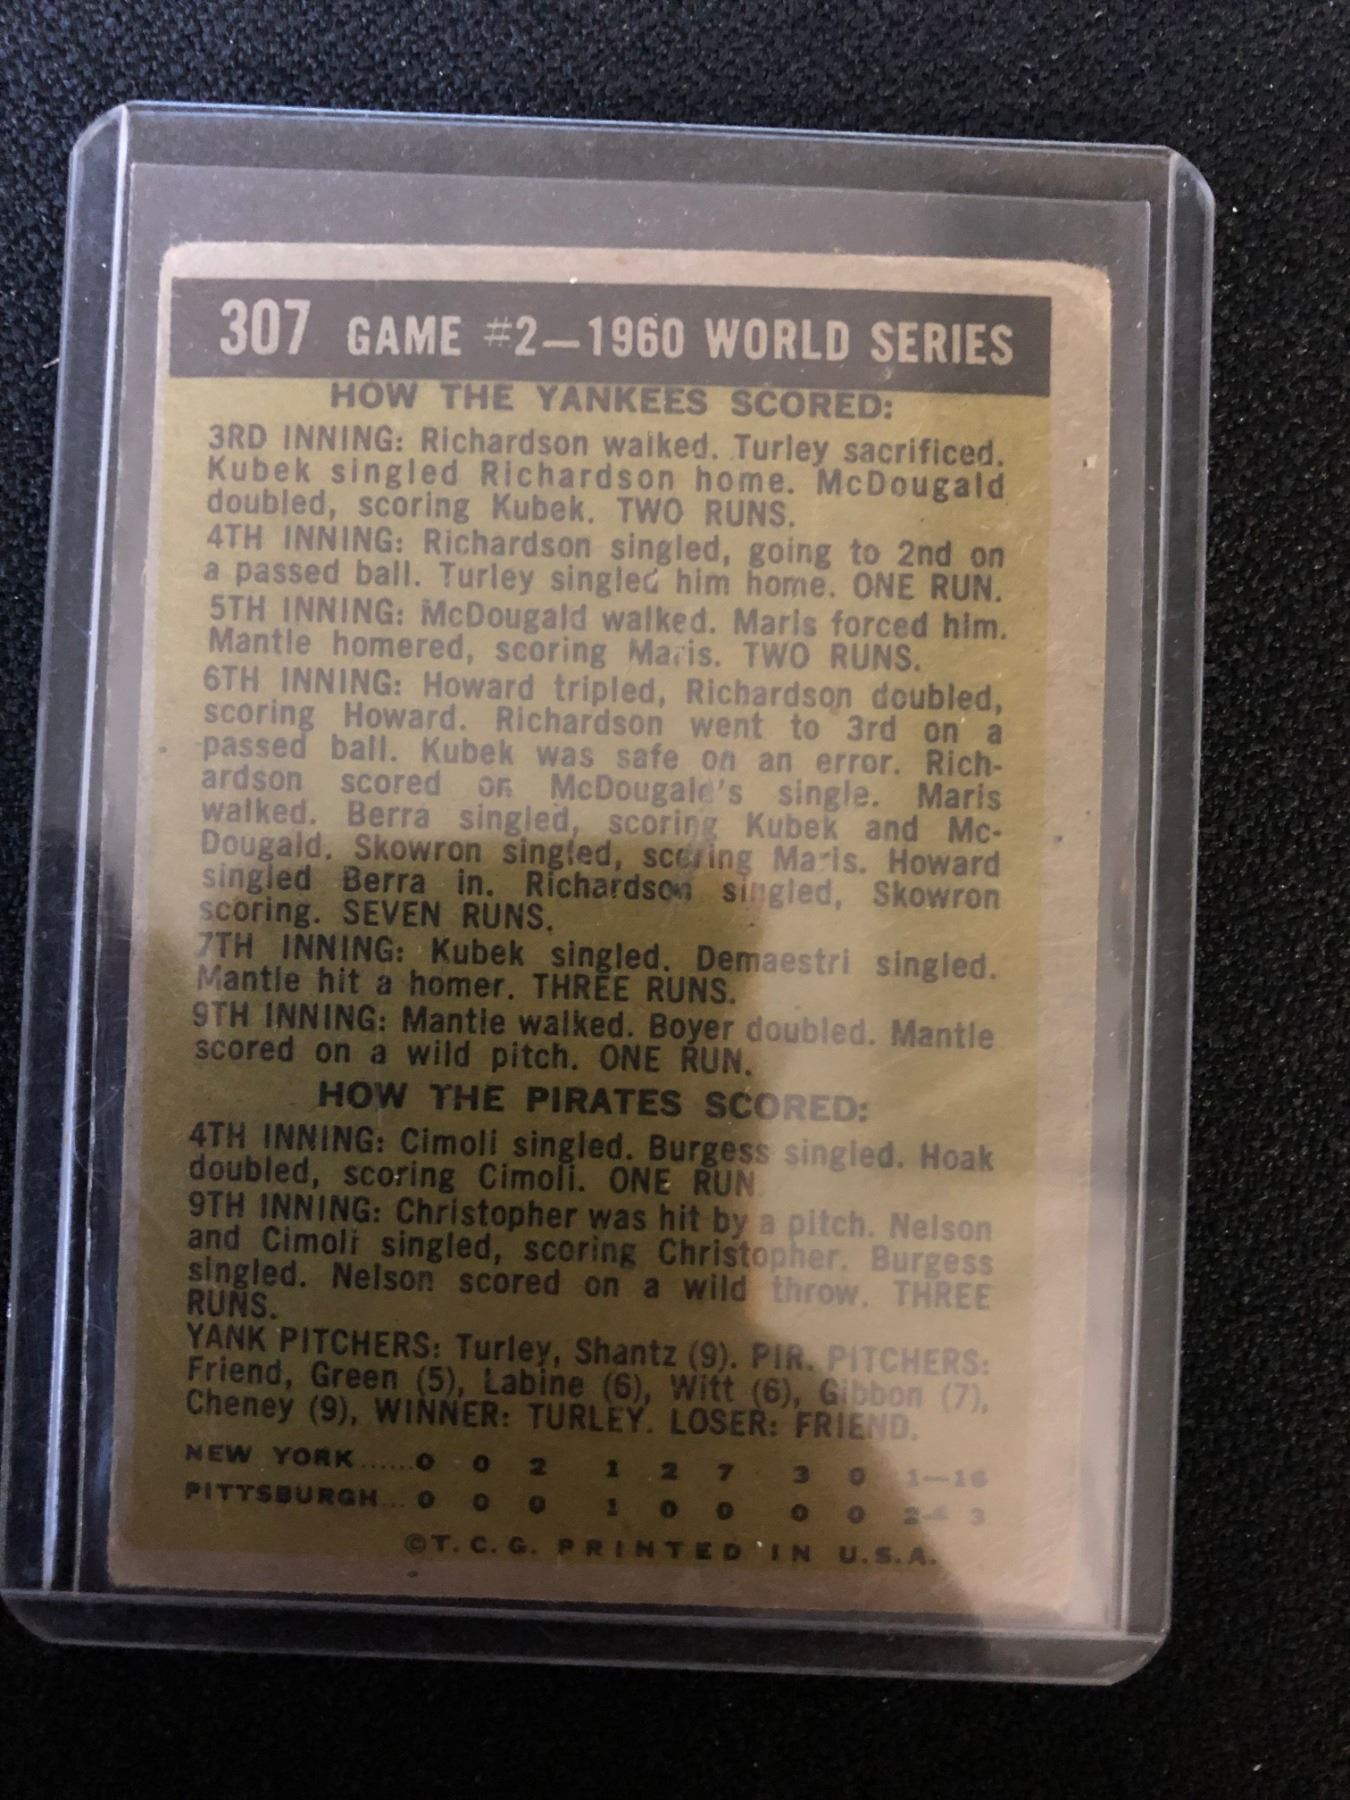 307 GAME #2—1960 WORLD SERIES
HOW THE YANKEES SCORED:
3RD INNING: Richardson walked. Turley sacrificed.
Kubek singled Richardson home. McDougald
doubled, scoring Kubek. TWO RUNS.
4TH INNING: Richardson singled, going to 2nd on
a passed ball. Turley singled him home. ONE RUN.
5TH INNING: McDougald walked. Maris forced him.
Mantle homered, scoring Maris. TWO RUNS.
6TH INNING: Howard tripled, Richardson doubled,
scoring Howard. Richardson went to 3rd on a
passed ball. Kubek was safe on an error. Rich-
ardson scored on McDougald's single. Maris
walked. Berra singled, scoring Kubek and Mc-
Dougald. Skowron singled, scoring Maris. Howard
singled Berra in. Richardson singled, Skowron
scoring. SEVEN RUNS.
7TH INNING: Kubek singled. Demaestri singled.
Mantle hit a homer. THREE RUNS.
9TH INNING: Mantle walked. Boyer doubled. Mantle
scored on a wild pitch. ONE RUN.
HOW THE PIRATES SCORED:
4TH INNING: Cimoli singled. Burgess singled. Hoak
doubled, scoring Cimoli. ONE RUN
9TH INNING: Christopher was hit by a pitch. Nelson
and Cimoli singled, scoring Christopher. Burgess
singled. Nelson scored on a wild throw. THREE
RUNS.
YANK PITCHERS: Turley, Shantz (9). PIR. PITCHERS:
Friend, Green (5), Labine (6), Witt (6), Gibbon (7),
Cheney (9), WINNER: TURLEY. LOSER: FRIEND.
NEW YORK......0 0 2 1 2 7 3 0 1—16
PITTSBURGH...0 0 0 1 0 0 0 0 2— 3
©T.C.G. PRINTED IN U.S.A.